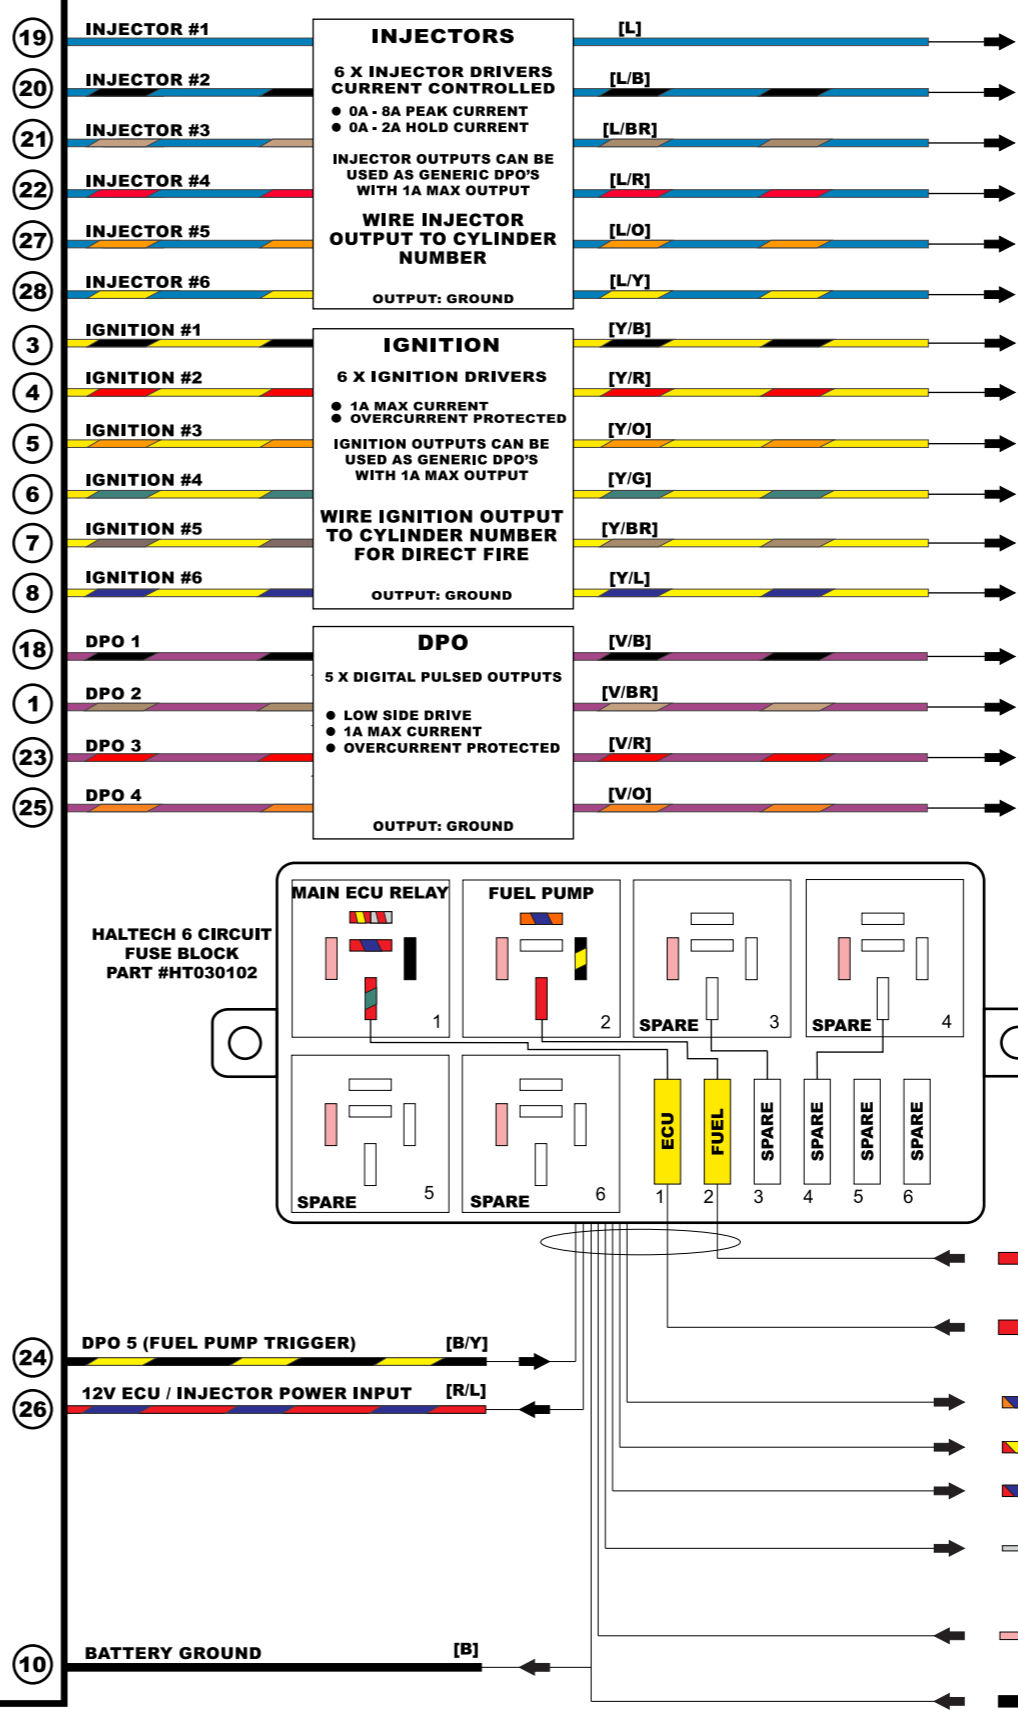 19 INJECTOR #1 [L]
20 INJECTOR #2 [L/B]
21 INJECTOR #3 [L/BR]
22 INJECTOR #4 [L/R]
27 INJECTOR #5 [L/O]
28 INJECTOR #6 [L/Y]
INJECTORS
6 X INJECTOR DRIVERS
CURRENT CONTROLLED
● 0A - 8A PEAK CURRENT
● 0A - 2A HOLD CURRENT
INJECTOR OUTPUTS CAN BE
USED AS GENERIC DPO'S
WITH 1A MAX OUTPUT
WIRE INJECTOR
OUTPUT TO CYLINDER
NUMBER
OUTPUT: GROUND
3 IGNITION #1 [Y/B]
4 IGNITION #2 [Y/R]
5 IGNITION #3 [Y/O]
6 IGNITION #4 [Y/G]
7 IGNITION #5 [Y/BR]
8 IGNITION #6 [Y/L]
IGNITION
6 X IGNITION DRIVERS
● 1A MAX CURRENT
● OVERCURRENT PROTECTED
IGNITION OUTPUTS CAN BE
USED AS GENERIC DPO'S
WITH 1A MAX OUTPUT
WIRE IGNITION OUTPUT
TO CYLINDER NUMBER
FOR DIRECT FIRE
OUTPUT: GROUND
18 DPO 1 [V/B]
1 DPO 2 [V/BR]
23 DPO 3 [V/R]
25 DPO 4 [V/O]
DPO
5 X DIGITAL PULSED OUTPUTS
● LOW SIDE DRIVE
● 1A MAX CURRENT
● OVERCURRENT PROTECTED
OUTPUT: GROUND
HALTECH 6 CIRCUIT
FUSE BLOCK
PART #HT030102
MAIN ECU RELAY
1
FUEL PUMP
2
SPARE 3
SPARE 4
SPARE 5
SPARE 6
ECU
FUEL
SPARE
SPARE
SPARE
SPARE
1 2 3 4 5 6
24 DPO 5 (FUEL PUMP TRIGGER) [B/Y]
26 12V ECU / INJECTOR POWER INPUT [R/L]
10 BATTERY GROUND [B]